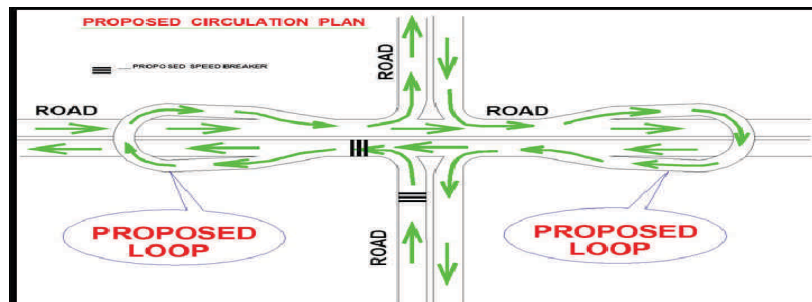 PROPOSED CIRCULATION PLAN
PROPOSED SPEED BREAKER
ROAD
ROAD
ROAD
PROPOSED
LOOP
PROPOSED
LOOP
ROAD